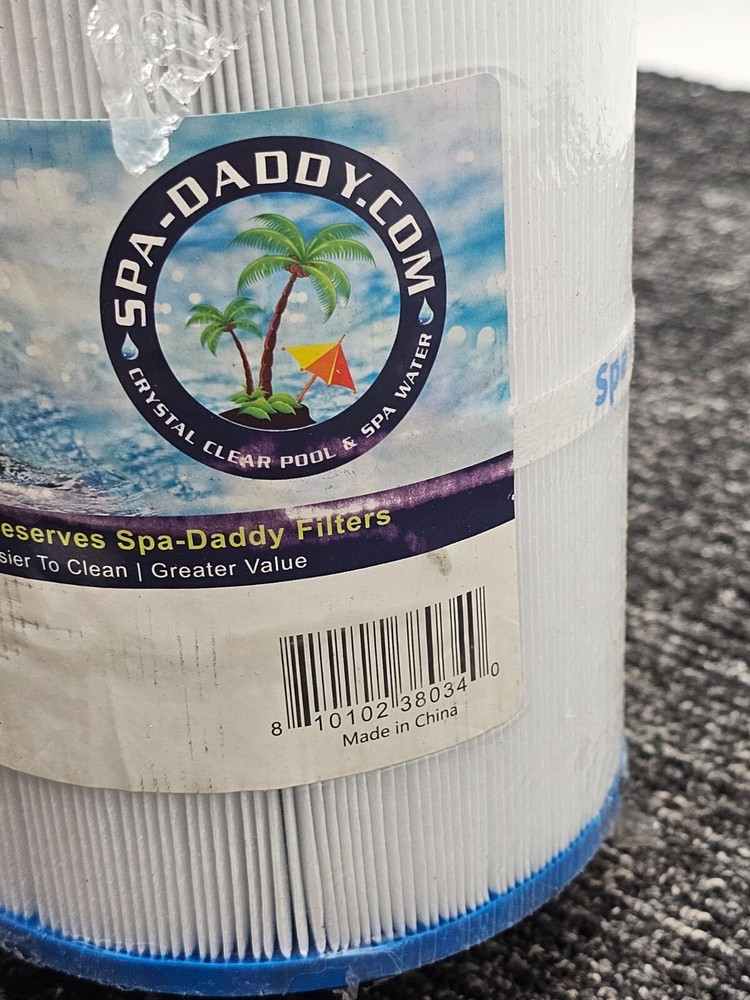 SPA-DADDY.COM
CRYSTAL CLEAR POOL & SPA WATER
eserves Spa-Daddy Filters
sier To Clean | Greater Value
8 10102 38034 0
Made in China
Spa